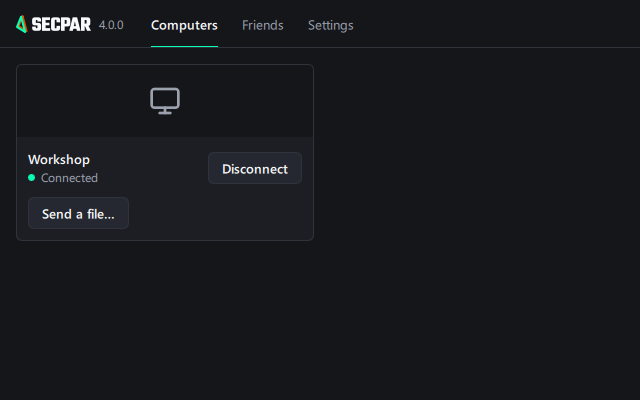 SECPAR 4.0.0 Computers Friends Settings
Workshop
Connected
Disconnect
Send a file...